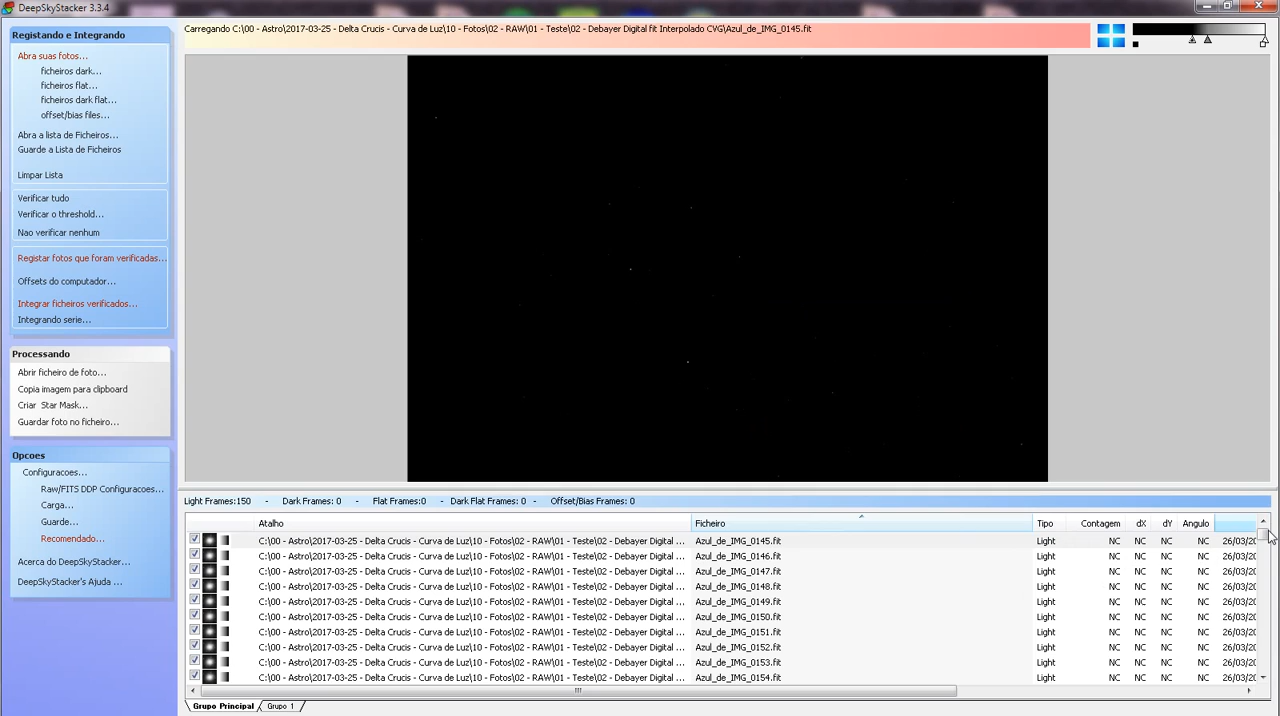 DeepSkyStacker 3.3.4
Registando e Integrando
Abra suas fotos...
ficheiros dark...
ficheiros flat...
ficheiros dark flat...
offset/bias files...
Abra a lista de Ficheiros...
Guarde a Lista de Ficheiros
Limpar Lista
Verificar tudo
Verificar o threshold...
Nao verificar nenhum
Registar fotos que foram verificadas...
Offsets do computador...
Integrar ficheiros verificados...
Integrando serie...
Processando
Abrir ficheiro de foto...
Copia imagem para clipboard
Criar Star Mask...
Guardar foto no ficheiro...
Opcoes
Configuracoes...
Raw/FITS DDP Configuracoes...
Carga...
Guarde...
Recomendado...
Acerca do DeepSkyStacker...
DeepSkyStacker's Ajuda ...
Carregando C:\00 - Astro\2017-03-25 - Delta Crucis - Curva de Luz\10 - Fotos\02 - RAW\01 - Teste\02 - Debayer Digital fit Interpolado CVG\Azul_de_IMG_0145.fit
Light Frames:150 - Dark Frames: 0 - Flat Frames:0 - Dark Flat Frames: 0 - Offset/Bias Frames: 0
Atalho Ficheiro Tipo Contagem dX dY Angulo
C:\00 - Astro\2017-03-25 - Delta Crucis - Curva de Luz\10 - Fotos\02 - RAW\01 - Teste\02 - Debayer Digital ... Azul_de_IMG_0145.fit Light NC NC NC NC 26/03/20
C:\00 - Astro\2017-03-25 - Delta Crucis - Curva de Luz\10 - Fotos\02 - RAW\01 - Teste\02 - Debayer Digital ... Azul_de_IMG_0146.fit Light NC NC NC NC 26/03/20
C:\00 - Astro\2017-03-25 - Delta Crucis - Curva de Luz\10 - Fotos\02 - RAW\01 - Teste\02 - Debayer Digital ... Azul_de_IMG_0147.fit Light NC NC NC NC 26/03/20
C:\00 - Astro\2017-03-25 - Delta Crucis - Curva de Luz\10 - Fotos\02 - RAW\01 - Teste\02 - Debayer Digital ... Azul_de_IMG_0148.fit Light NC NC NC NC 26/03/20
C:\00 - Astro\2017-03-25 - Delta Crucis - Curva de Luz\10 - Fotos\02 - RAW\01 - Teste\02 - Debayer Digital ... Azul_de_IMG_0149.fit Light NC NC NC NC 26/03/20
C:\00 - Astro\2017-03-25 - Delta Crucis - Curva de Luz\10 - Fotos\02 - RAW\01 - Teste\02 - Debayer Digital ... Azul_de_IMG_0150.fit Light NC NC NC NC 26/03/20
C:\00 - Astro\2017-03-25 - Delta Crucis - Curva de Luz\10 - Fotos\02 - RAW\01 - Teste\02 - Debayer Digital ... Azul_de_IMG_0151.fit Light NC NC NC NC 26/03/20
C:\00 - Astro\2017-03-25 - Delta Crucis - Curva de Luz\10 - Fotos\02 - RAW\01 - Teste\02 - Debayer Digital ... Azul_de_IMG_0152.fit Light NC NC NC NC 26/03/20
C:\00 - Astro\2017-03-25 - Delta Crucis - Curva de Luz\10 - Fotos\02 - RAW\01 - Teste\02 - Debayer Digital ... Azul_de_IMG_0153.fit Light NC NC NC NC 26/03/20
C:\00 - Astro\2017-03-25 - Delta Crucis - Curva de Luz\10 - Fotos\02 - RAW\01 - Teste\02 - Debayer Digital ... Azul_de_IMG_0154.fit Light NC NC NC NC 26/03/20
Grupo Principal Grupo 1